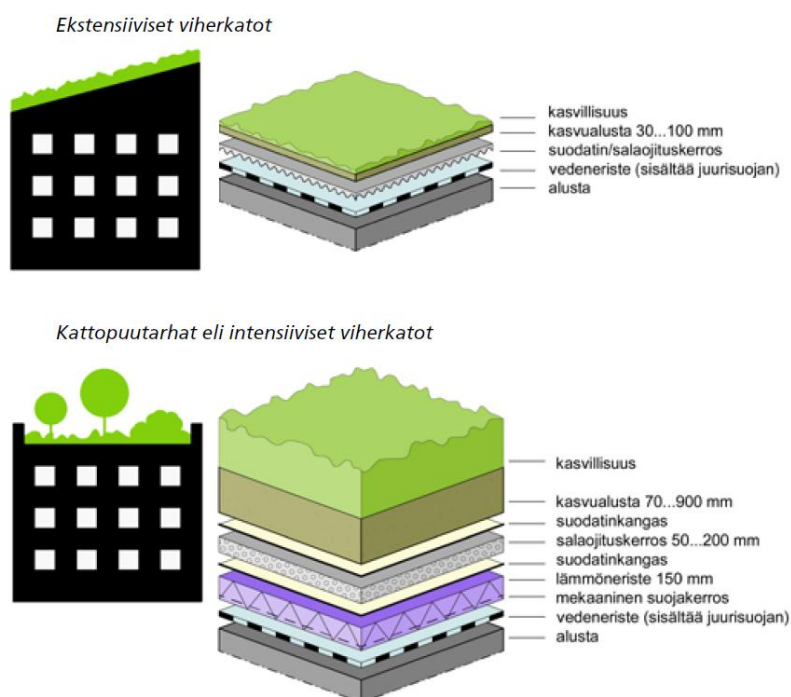 Ekstensiiviset viherkatot
kasvillisuus
kasvualusta 30...100 mm
suodatin/salaojituskerros
vedeneriste (sisältää juurisuojan)
alusta
Kattopuutarhat eli intensiiviset viherkatot
kasvillisuus
kasvualusta 70...900 mm
suodatinkangas
salaojituskerros 50...200 mm
suodatinkangas
lämmöneriste 150 mm
mekaaninen suojakerros
vedeneriste (sisältää juurisuojan)
alusta